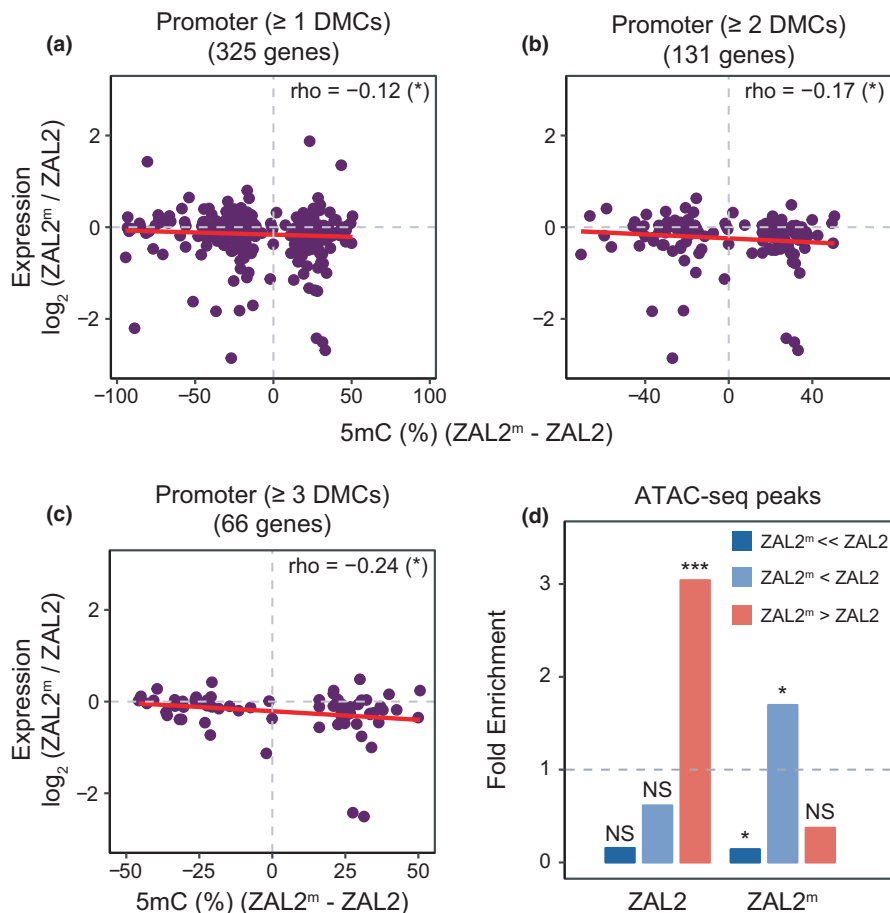 (a)
Promoter (≥ 1 DMCs)
(325 genes)
rho = −0.12 (*)
Expression
log₂ (ZAL2ᵐ / ZAL2)
2
0
−2
−100
−50
0
50
100
(b)
Promoter (≥ 2 DMCs)
(131 genes)
rho = −0.17 (*)
2
0
−2
−40
0
40
5mC (%) (ZAL2ᵐ - ZAL2)
(c)
Promoter (≥ 3 DMCs)
(66 genes)
rho = −0.24 (*)
Expression
log₂ (ZAL2ᵐ / ZAL2)
2
0
−2
−50
−25
0
25
50
5mC (%) (ZAL2ᵐ - ZAL2)
(d)
ATAC-seq peaks
ZAL2ᵐ << ZAL2
ZAL2ᵐ < ZAL2
ZAL2ᵐ > ZAL2
Fold Enrichment
3
2
1
0
NS
NS
***
*
*
NS
ZAL2
ZAL2ᵐ